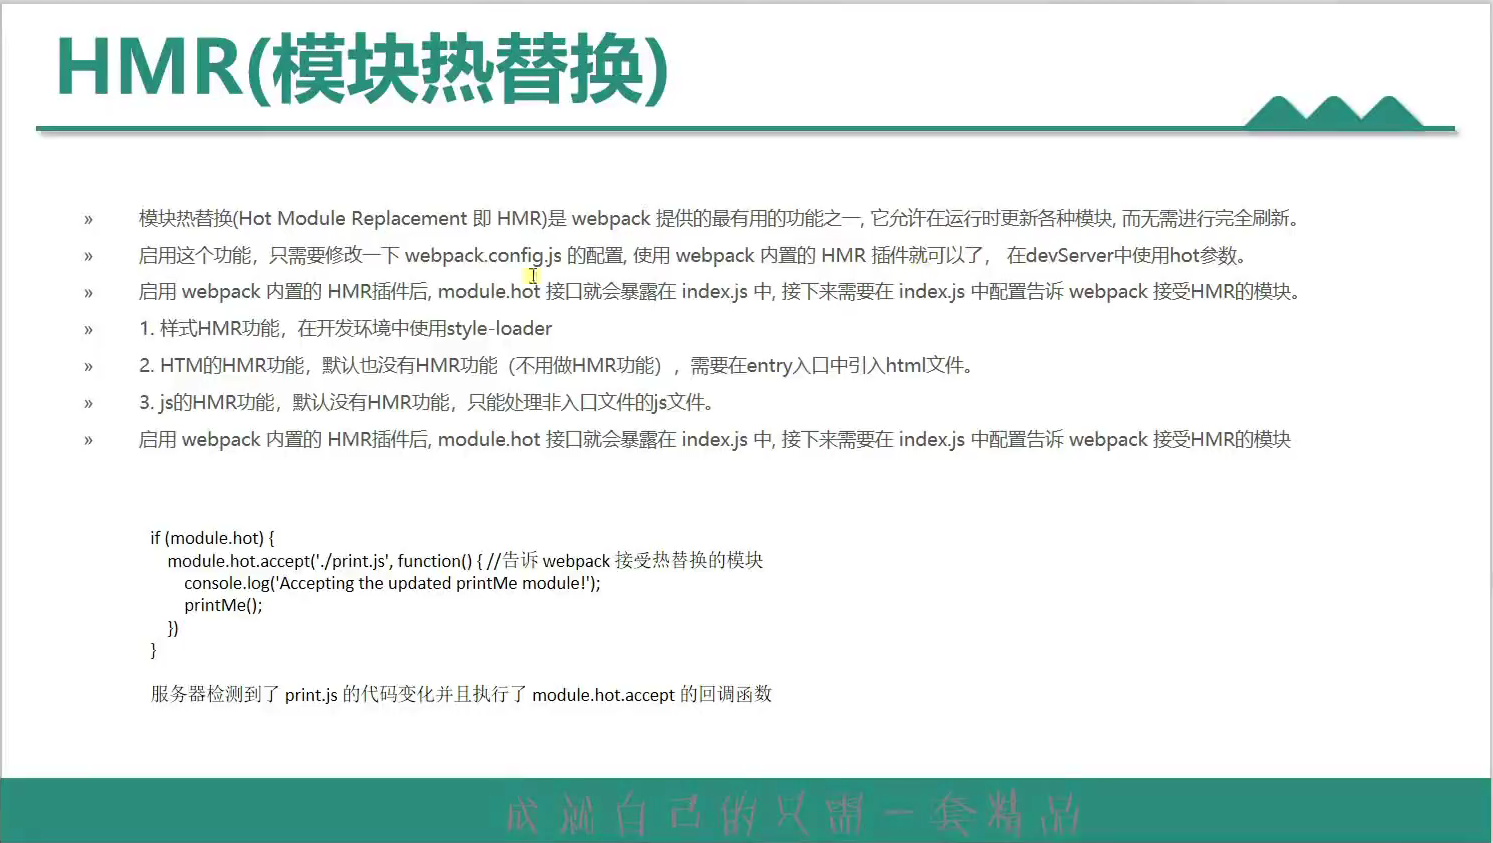 HMR(模块热替换)
» 模块热替换(Hot Module Replacement 即 HMR)是 webpack 提供的最有用的功能之一, 它允许在运行时更新各种模块, 而无需进行完全刷新。
» 启用这个功能，只需要修改一下 webpack.config.js 的配置, 使用 webpack 内置的 HMR 插件就可以了， 在devServer中使用hot参数。
» 启用 webpack 内置的 HMR插件后, module.hot 接口就会暴露在 index.js 中, 接下来需要在 index.js 中配置告诉 webpack 接受HMR的模块。
» 1. 样式HMR功能，在开发环境中使用style-loader
» 2. HTM的HMR功能，默认也没有HMR功能（不用做HMR功能），需要在entry入口中引入html文件。
» 3. js的HMR功能，默认没有HMR功能，只能处理非入口文件的js文件。
» 启用 webpack 内置的 HMR插件后, module.hot 接口就会暴露在 index.js 中, 接下来需要在 index.js 中配置告诉 webpack 接受HMR的模块
if (module.hot) {
module.hot.accept('./print.js', function() { //告诉 webpack 接受热替换的模块
console.log('Accepting the updated printMe module!');
printMe();
})
}
服务器检测到了 print.js 的代码变化并且执行了 module.hot.accept 的回调函数
成就自己的只需一套精品